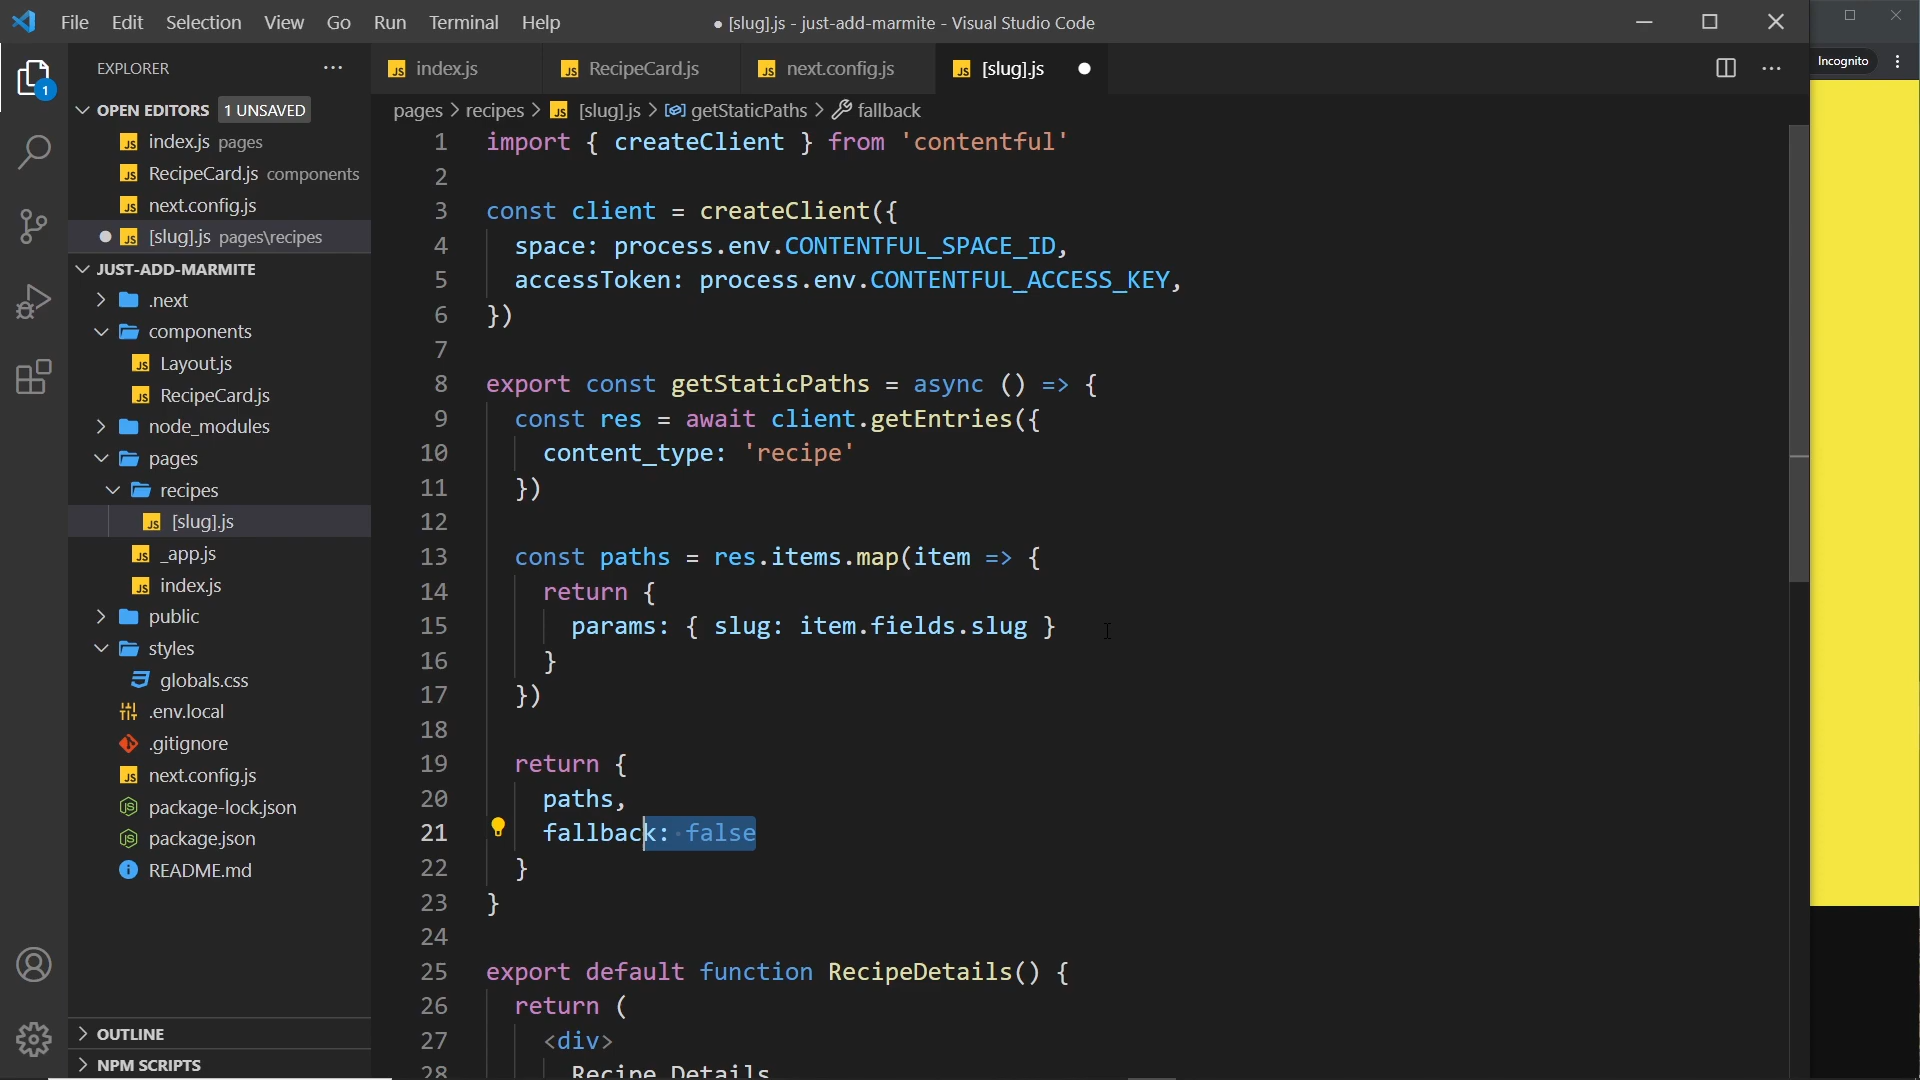 File Edit Selection View Go Run Terminal Help
● [slug].js - just-add-marmite - Visual Studio Code
Incognito
EXPLORER
OPEN EDITORS 1 UNSAVED
index.js pages
RecipeCard.js components
next.config.js
[slug].js pages\recipes
JUST-ADD-MARMITE
.next
components
Layout.js
RecipeCard.js
node_modules
pages
recipes
[slug].js
_app.js
index.js
public
styles
globals.css
.env.local
.gitignore
next.config.js
package-lock.json
package.json
README.md
OUTLINE
NPM SCRIPTS
index.js RecipeCard.js next.config.js [slug].js
pages > recipes > [slug].js > getStaticPaths > fallback
1 import { createClient } from 'contentful'
2
3 const client = createClient({
4 space: process.env.CONTENTFUL_SPACE_ID,
5 accessToken: process.env.CONTENTFUL_ACCESS_KEY,
6 })
7
8 export const getStaticPaths = async () => {
9 const res = await client.getEntries({
10 content_type: 'recipe'
11 })
12
13 const paths = res.items.map(item => {
14 return {
15 params: { slug: item.fields.slug }
16 }
17 })
18
19 return {
20 paths,
21 fallback: false
22 }
23 }
24
25 export default function RecipeDetails() {
26 return (
27 <div>
28 Recipe Details